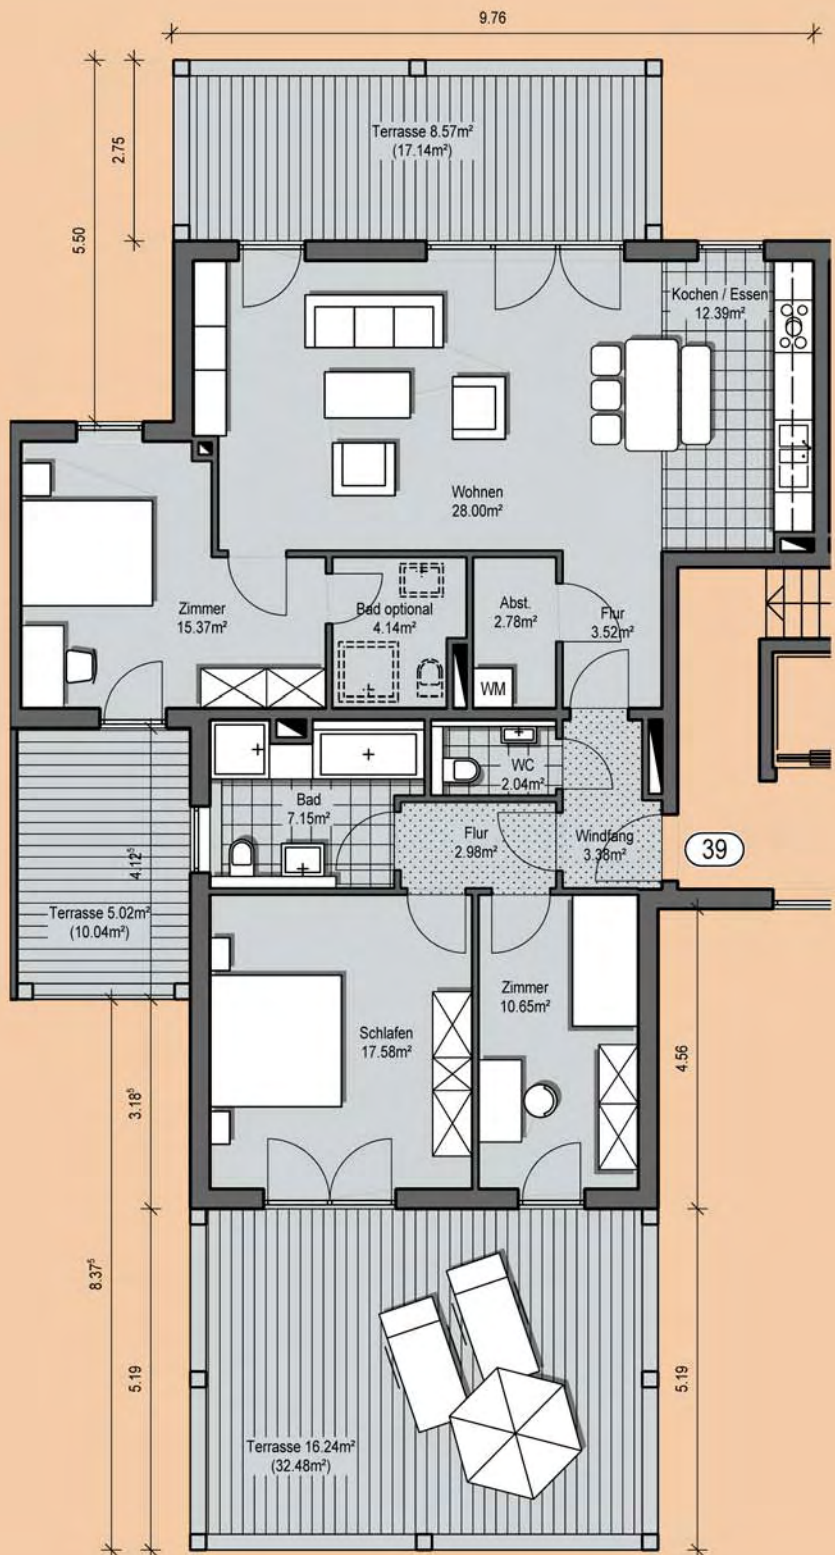 9.76
Terrasse 8.57m²
(17.14m²)
2.75
5.50
Kochen / Essen
12.39m²
Wohnen
28.00m²
Zimmer
15.37m²
Bad optional
4.14m²
Abst.
2.78m²
Flur
3.52m²
WM
WC
2.04m²
Bad
7.15m²
Flur
2.98m²
Windfang
3.38m²
39
4.12⁵
Terrasse 5.02m²
(10.04m²)
Zimmer
10.65m²
Schlafen
17.58m²
4.56
3.18⁵
8.37⁵
5.19
5.19
Terrasse 16.24m²
(32.48m²)